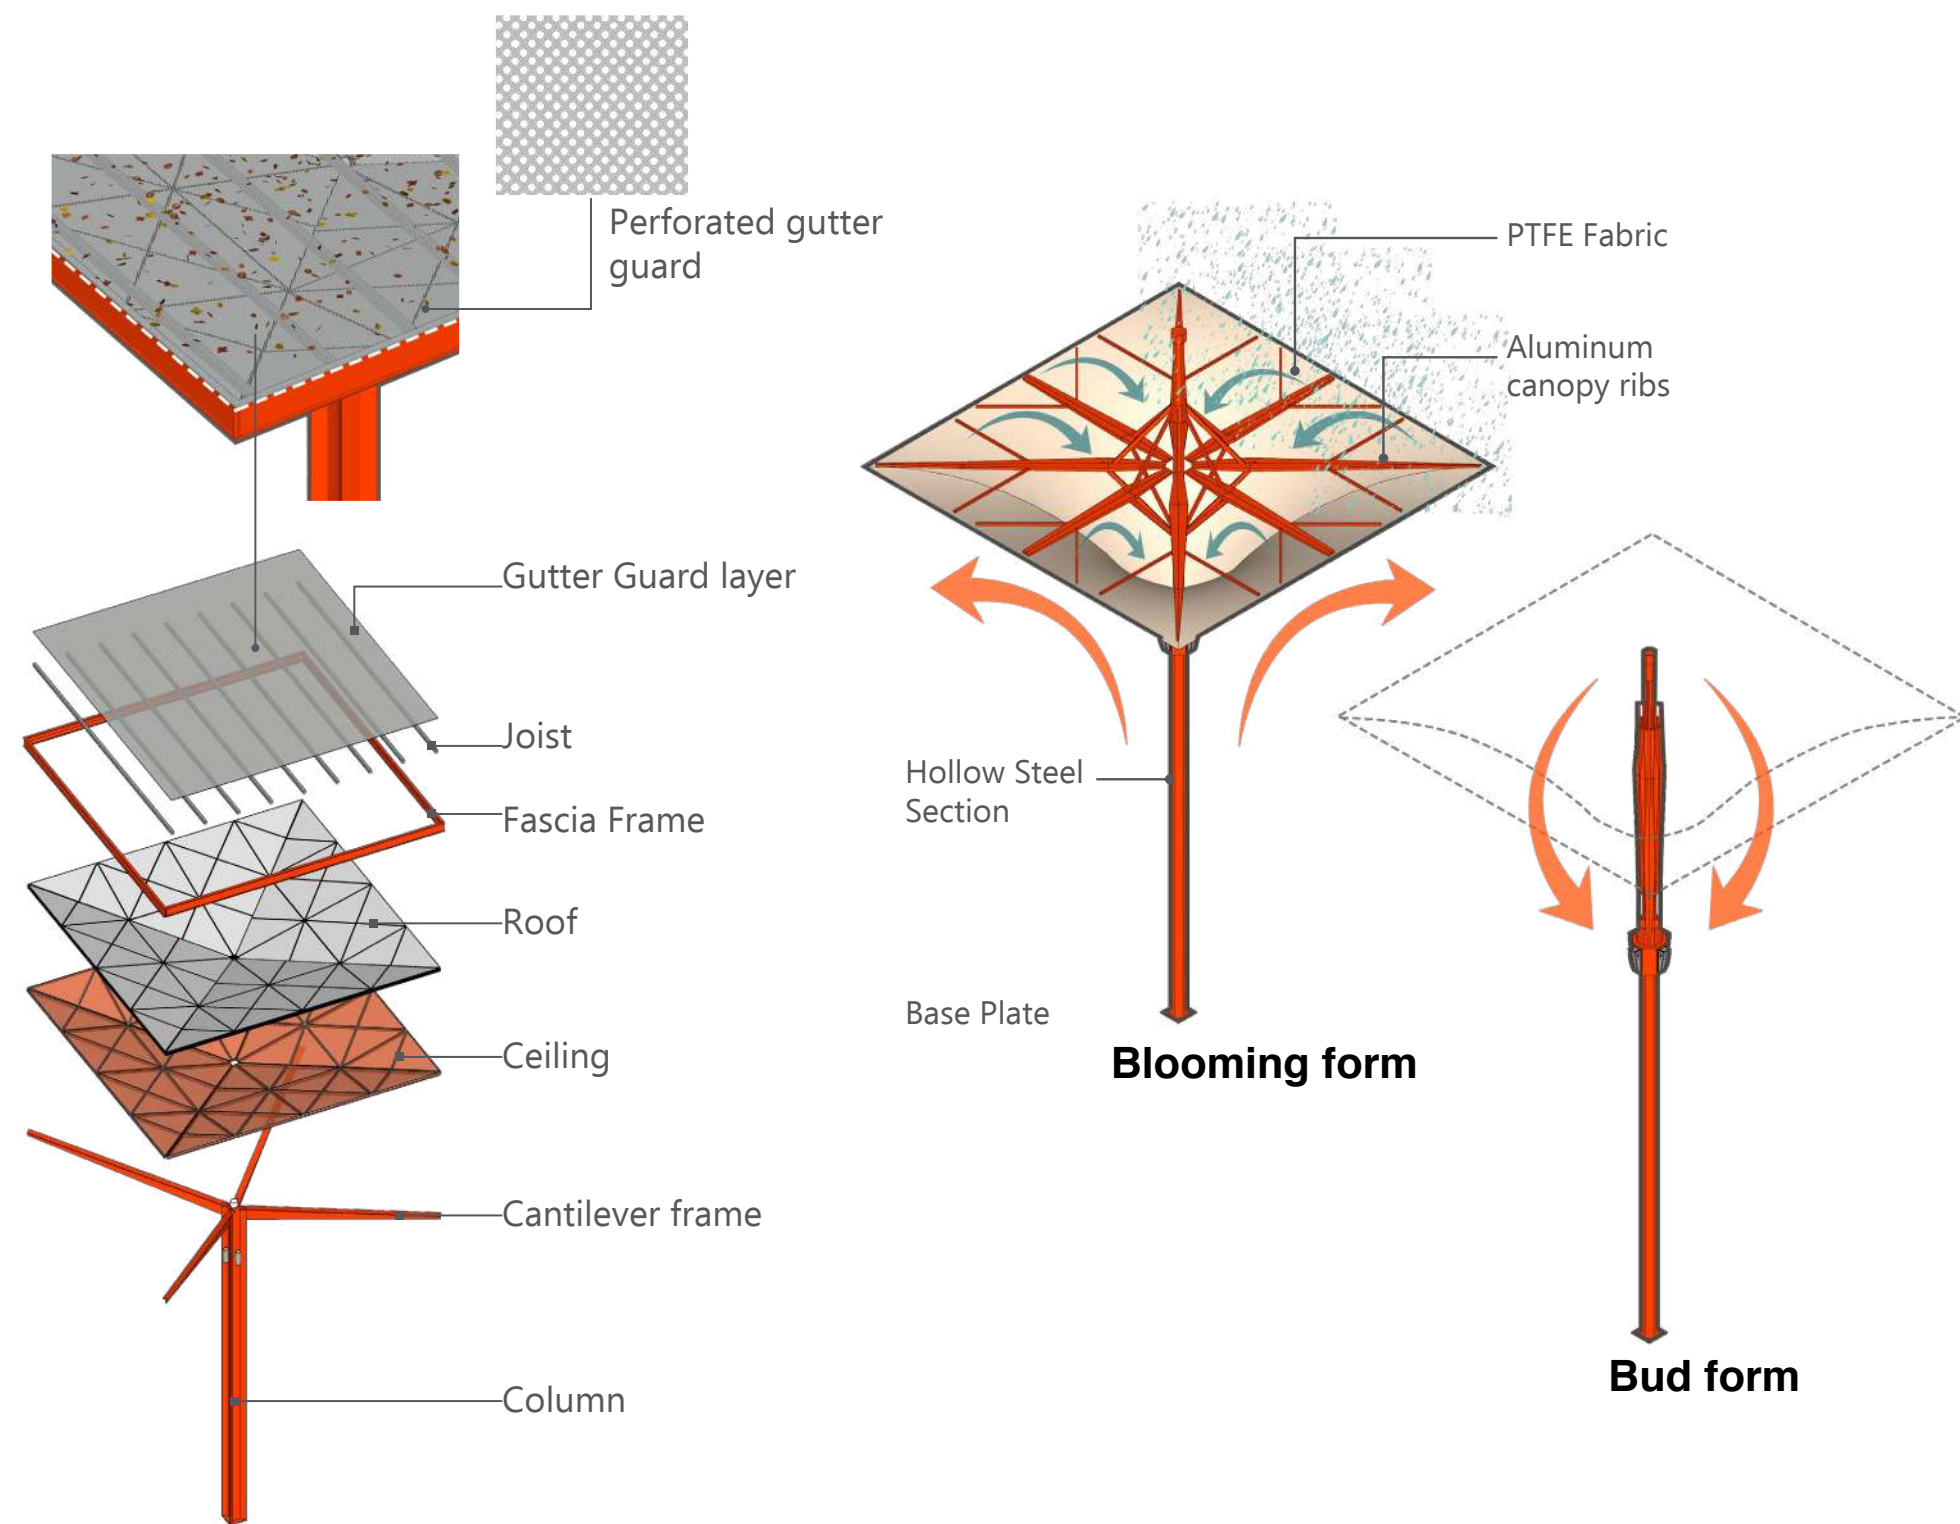 Perforated gutter
guard
Gutter Guard layer
Joist
Fascia Frame
Roof
Ceiling
Cantilever frame
Column
PTFE Fabric
Aluminum
canopy ribs
Hollow Steel
Section
Base Plate
Blooming form
Bud form